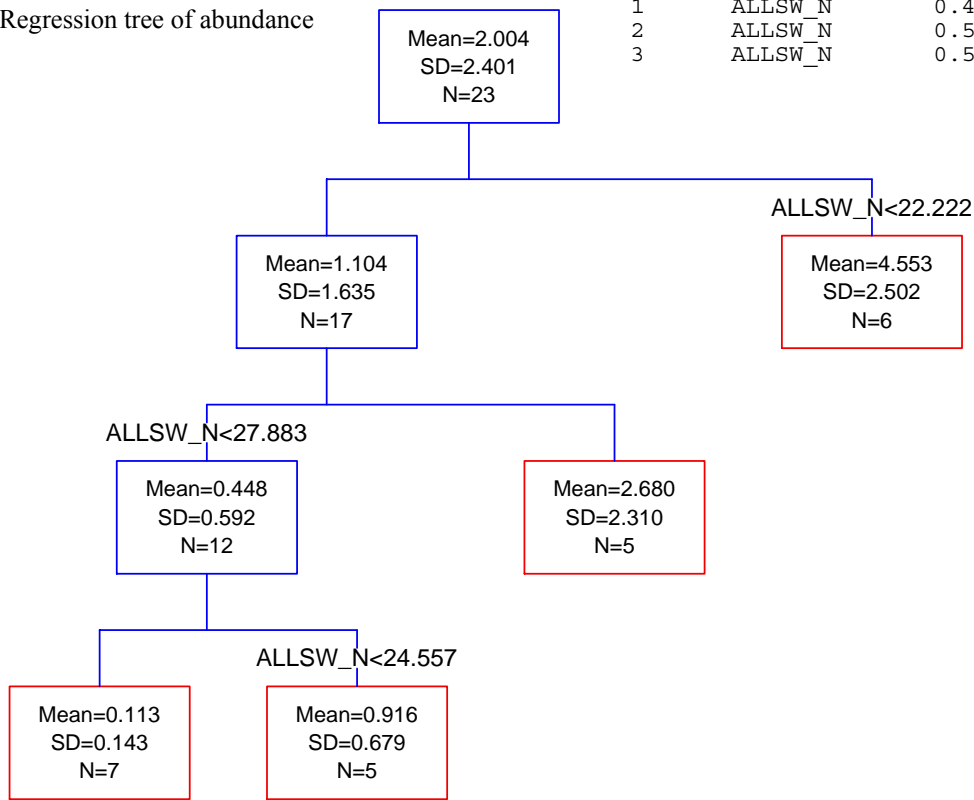 Regression tree of abundance
1 ALLSW_N 0.4
2 ALLSW_N 0.5
3 ALLSW_N 0.5
Mean=2.004
SD=2.401
N=23
ALLSW_N<22.222
Mean=1.104
SD=1.635
N=17
Mean=4.553
SD=2.502
N=6
ALLSW_N<27.883
Mean=0.448
SD=0.592
N=12
Mean=2.680
SD=2.310
N=5
ALLSW_N<24.557
Mean=0.113
SD=0.143
N=7
Mean=0.916
SD=0.679
N=5